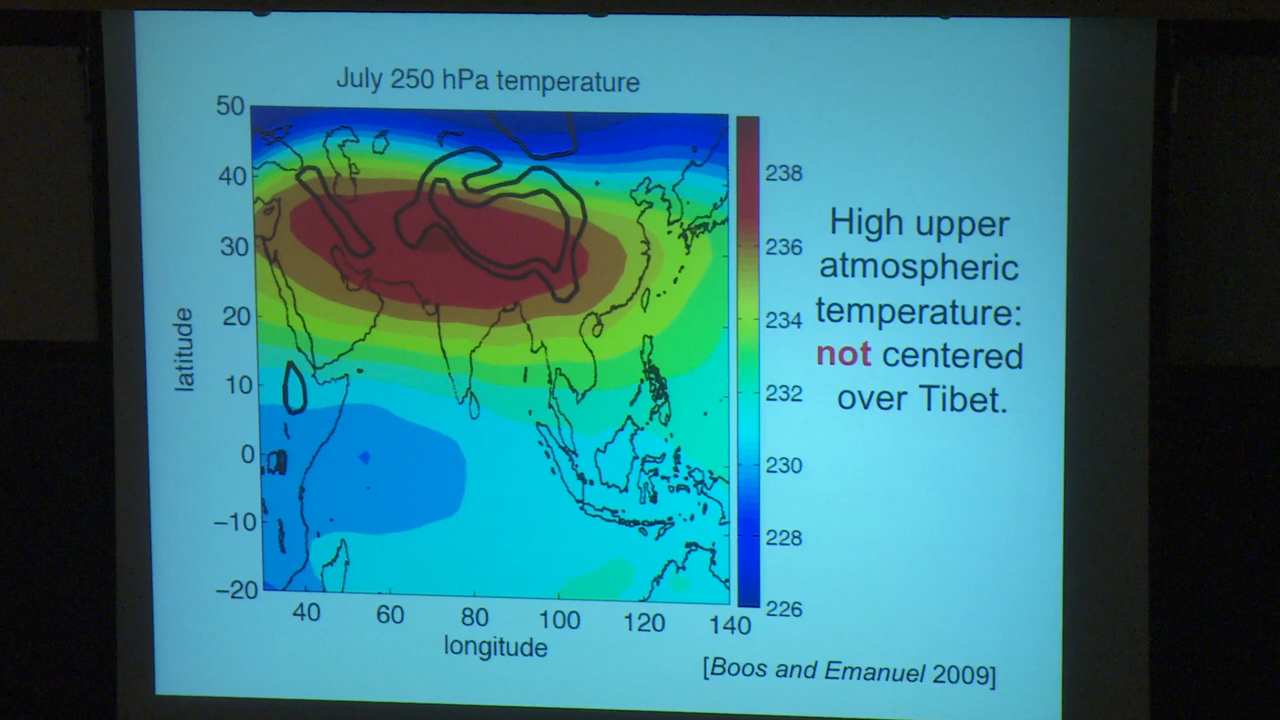 July 250 hPa temperature
50
40
30
20
10
0
−10
−20
latitude
40
60
80
100
120
140
longitude
238
236
234
232
230
228
226
High upper
atmospheric
temperature:
not centered
over Tibet.
[Boos and Emanuel 2009]